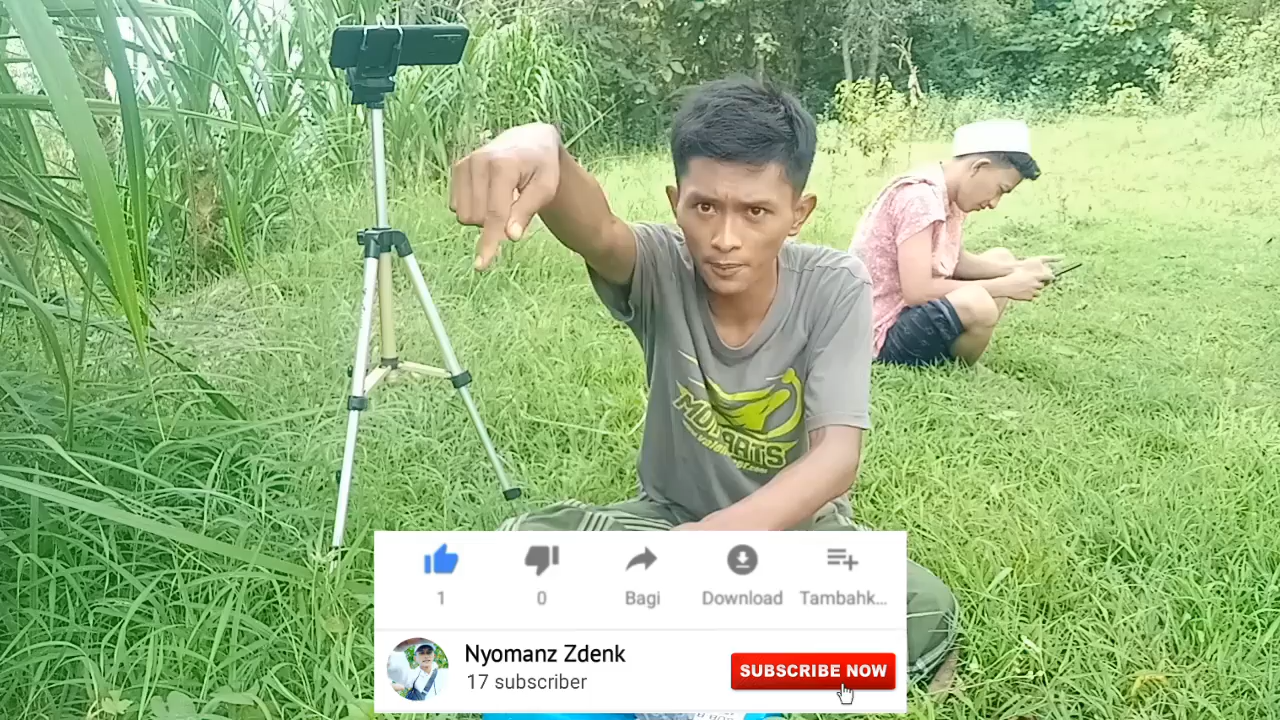 1
0
Bagi
Download
Tambahk...
Nyomanz Zdenk
17 subscriber
SUBSCRIBE NOW